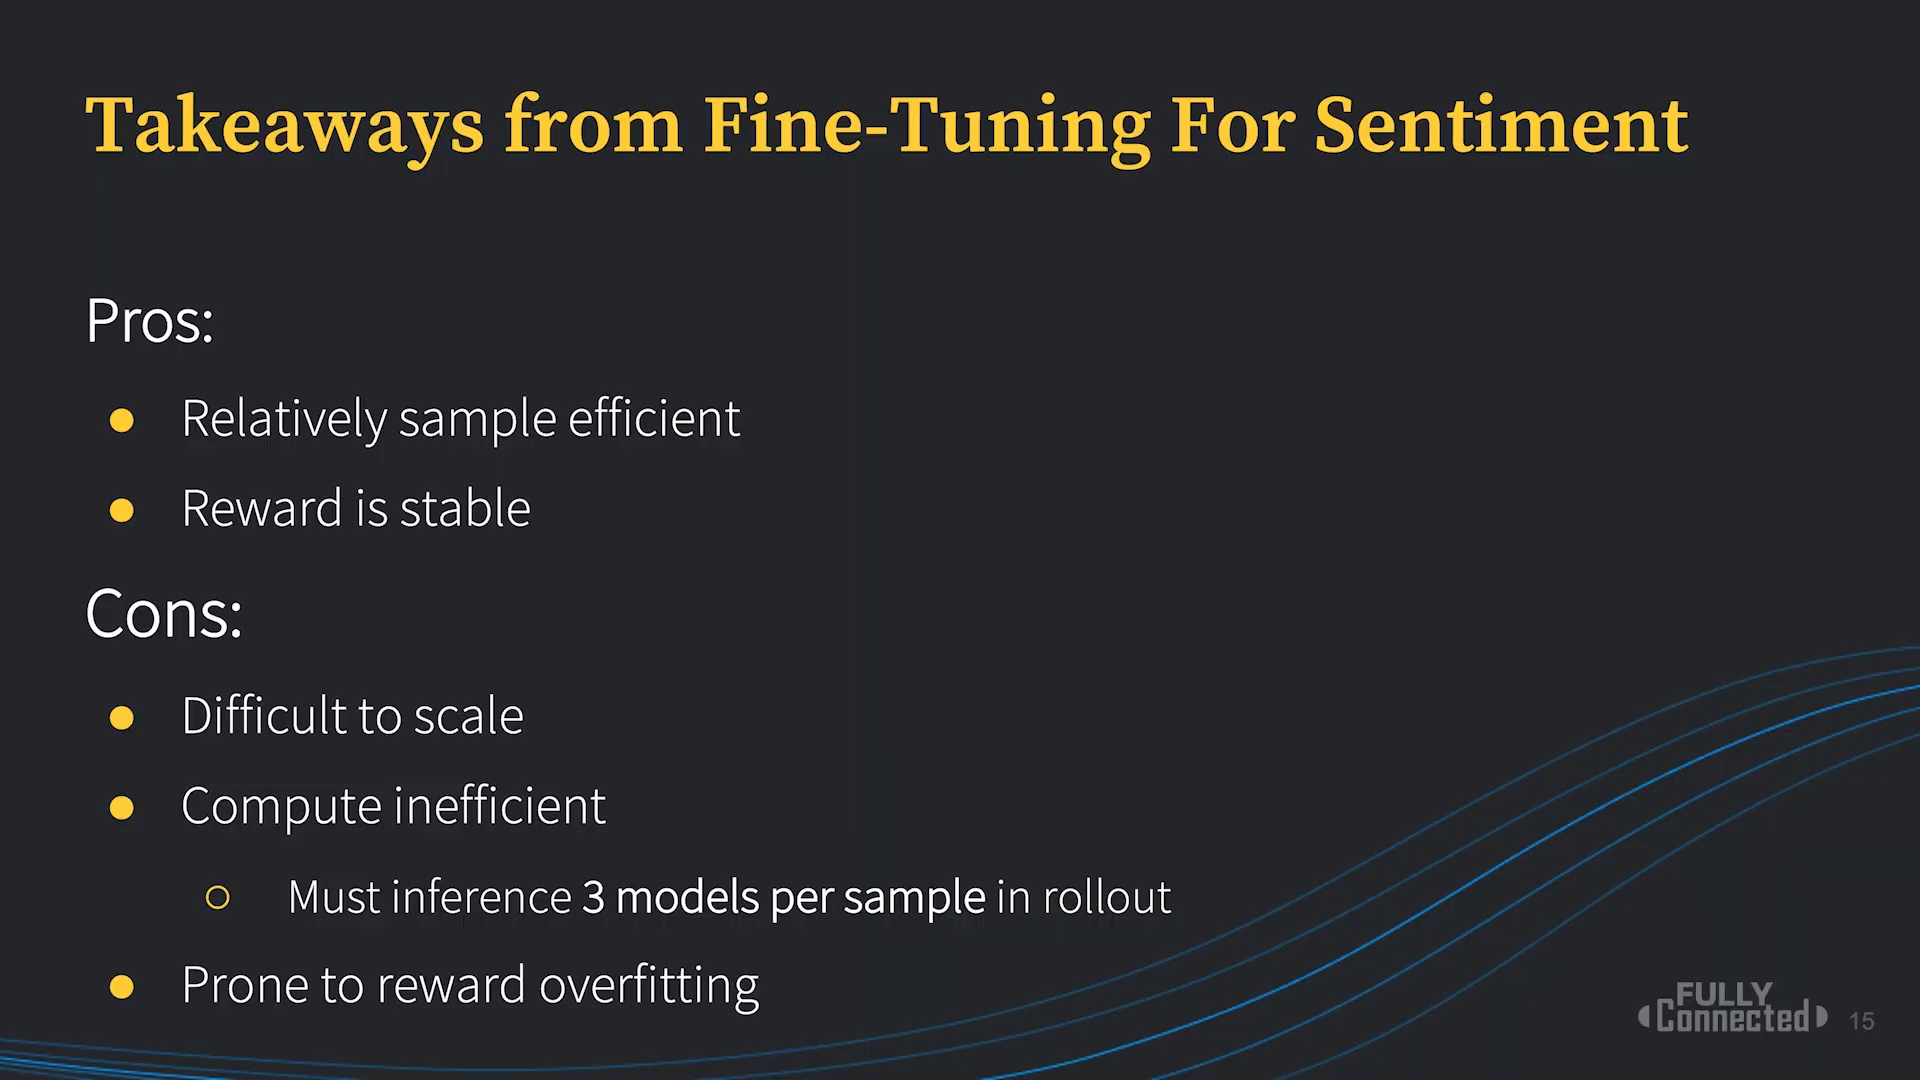 Takeaways from Fine-Tuning For Sentiment
Pros:
● Relatively sample efficient
● Reward is stable
Cons:
● Difficult to scale
● Compute inefficient
○ Must inference 3 models per sample in rollout
● Prone to reward overfitting
FULLY
Connected
15